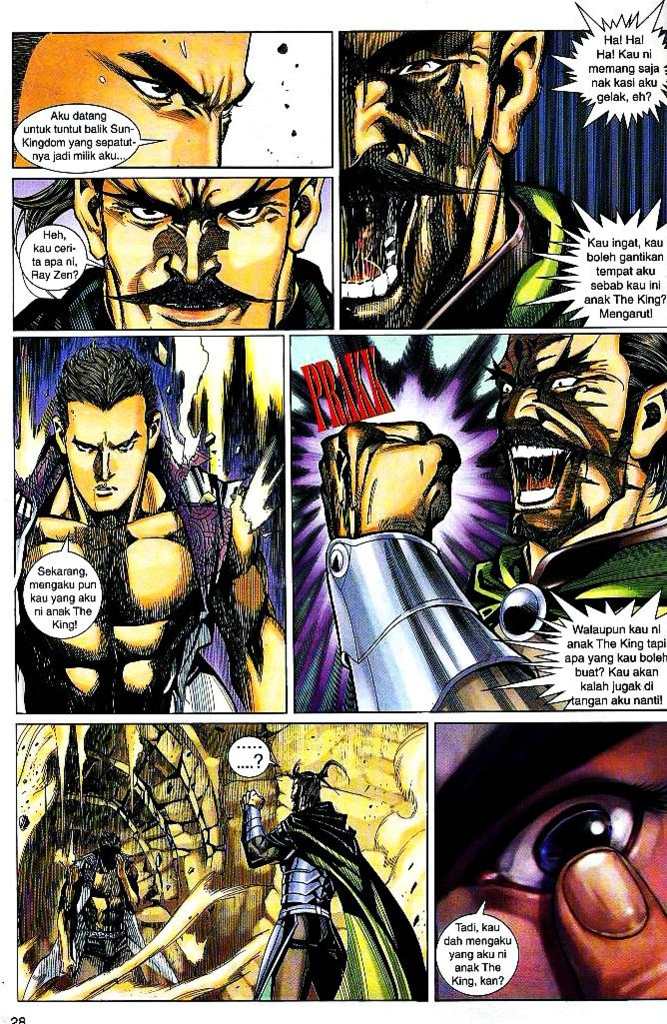 Aku datang
untuk tuntut balik Sun-
Kingdom yang sepatut-
nya jadi milik aku...
Ha! Ha!
Ha! Kau ni
memang saja
nak kasi aku
gelak, eh?
Heh,
kau ceri-
ta apa ni,
Ray Zen?
Kau ingat, kau
boleh gantikan
tempat aku
sebab kau ini
anak The King?
Mengarut!
Sekarang,
mengaku pun
kau yang aku
ni anak The
King!
PRAKK
Walaupun kau ni
anak The King tapi
apa yang kau boleh
buat? Kau akan
kalah jugak di
tangan aku nanti!
......
....?
Tadi, kau
dah mengaku
yang aku ni
anak The
King, kan?
28